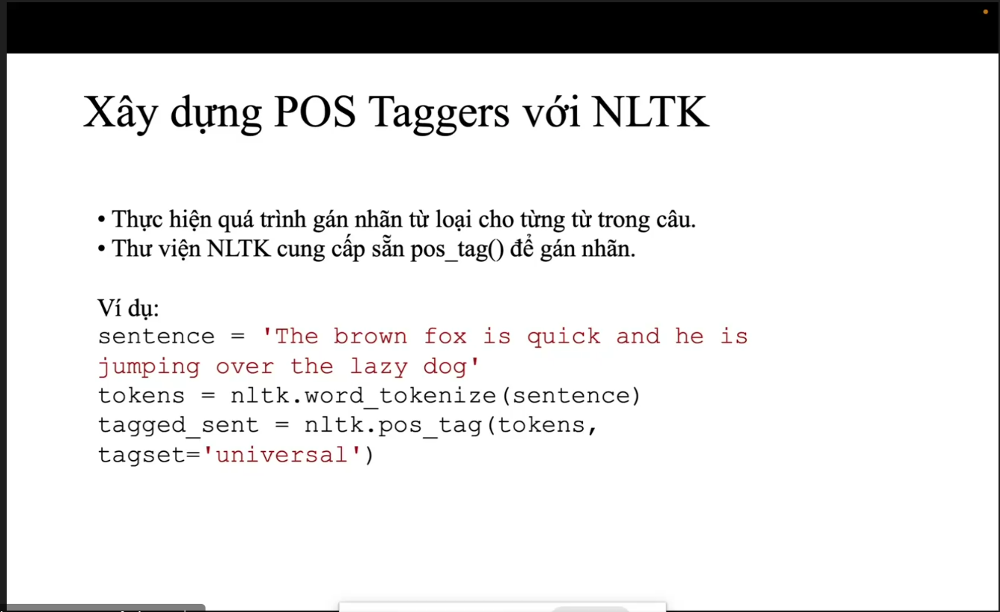 Xây dựng POS Taggers với NLTK
• Thực hiện quá trình gán nhãn từ loại cho từng từ trong câu.
• Thư viện NLTK cung cấp sẵn pos_tag() để gán nhãn.
Ví dụ:
sentence = 'The brown fox is quick and he is
jumping over the lazy dog'
tokens = nltk.word_tokenize(sentence)
tagged_sent = nltk.pos_tag(tokens,
tagset='universal')